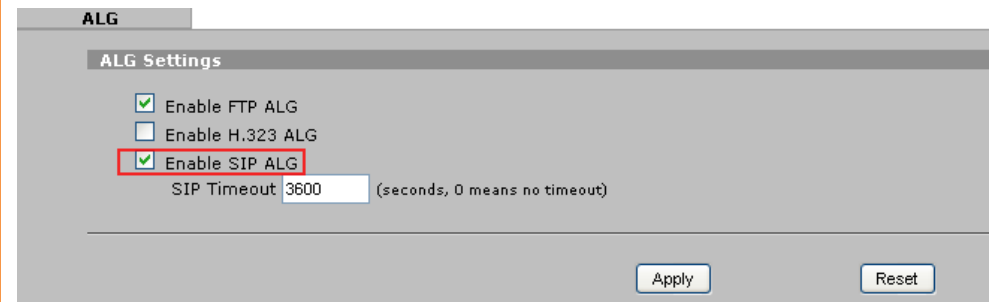 ALG
ALG Settings
Enable FTP ALG
Enable H.323 ALG
Enable SIP ALG
SIP Timeout 3600 (seconds, 0 means no timeout)
Apply Reset